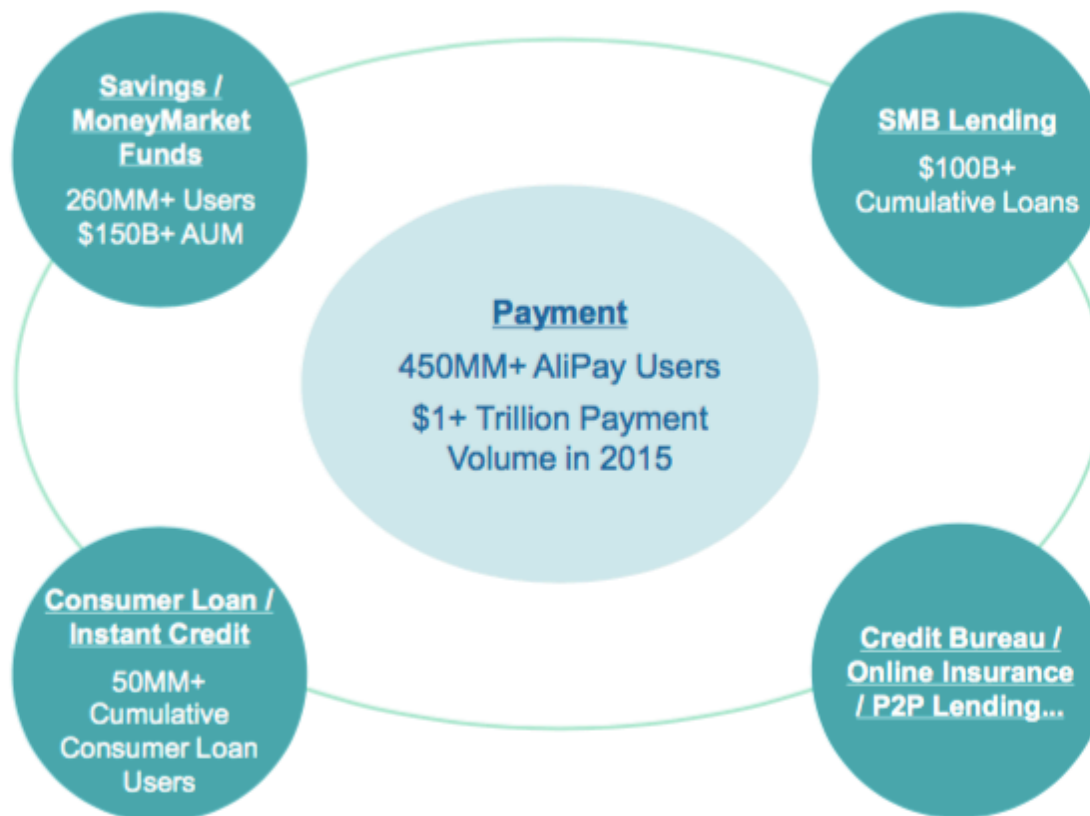 Savings /
MoneyMarket
Funds
260MM+ Users
$150B+ AUM
SMB Lending
$100B+
Cumulative Loans
Payment
450MM+ AliPay Users
$1+ Trillion Payment
Volume in 2015
Consumer Loan /
Instant Credit
50MM+
Cumulative
Consumer Loan
Users
Credit Bureau /
Online Insurance
/ P2P Lending...